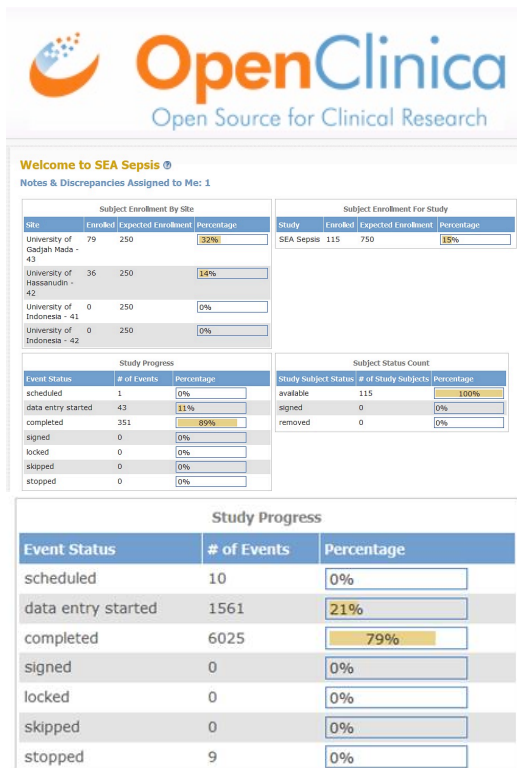 OpenClinica
Open Source for Clinical Research
Welcome to SEA Sepsis ?
Notes & Discrepancies Assigned to Me: 1
Subject Enrolment By Site
Site Enrolled Expected Enrolment Percentage
University of 79 250 32%
Gadjah Mada -
43
University of 36 250 14%
Hassanudin -
42
University of 0 250 0%
Indonesia - 41
University of 0 250 0%
Indonesia - 42
Subject Enrolment For Study
Study Enrolled Expected Enrolment Percentage
SEA Sepsis 115 750 15%
Study Progress
Event Status # of Events Percentage
scheduled 1 0%
data entry started 43 11%
completed 351 89%
signed 0 0%
locked 0 0%
skipped 0 0%
stopped 0 0%
Subject Status Count
Study Subject Status # of Study Subjects Percentage
available 115 100%
signed 0 0%
removed 0 0%
Study Progress
Event Status # of Events Percentage
scheduled 10 0%
data entry started 1561 21%
completed 6025 79%
signed 0 0%
locked 0 0%
skipped 0 0%
stopped 9 0%